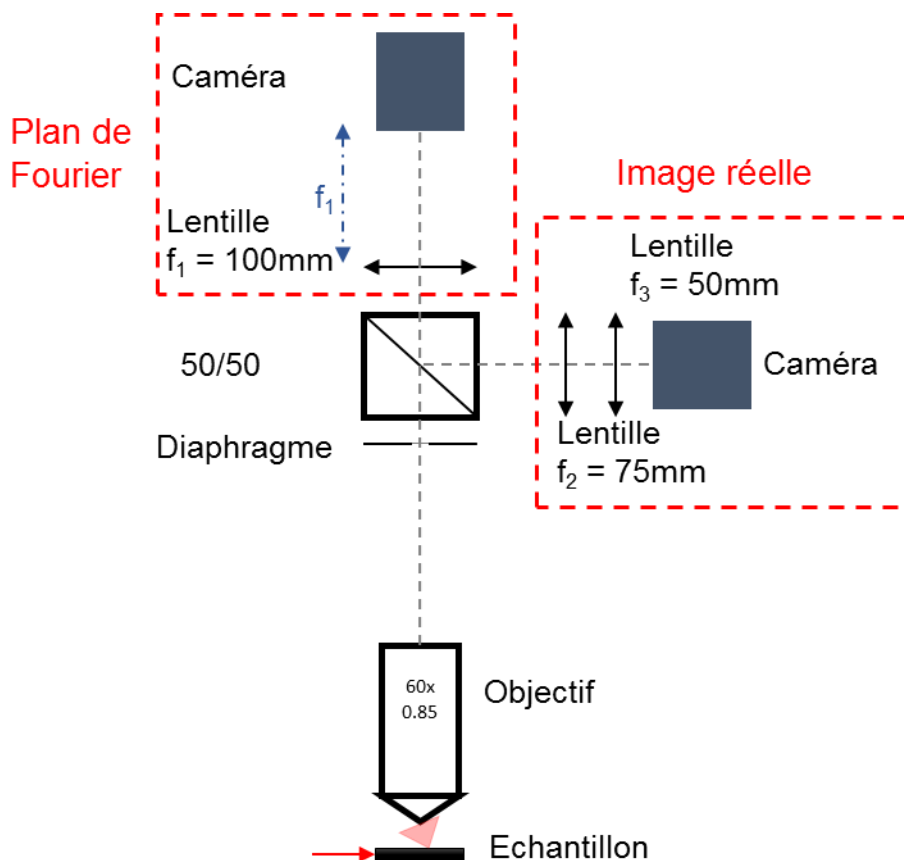 Caméra
Plan de
Fourier
f₁
Lentille
f₁ = 100mm
Image réelle
Lentille
f₃ = 50mm
50/50
Caméra
Diaphragme
Lentille
f₂ = 75mm
60x
0.85
Objectif
Echantillon